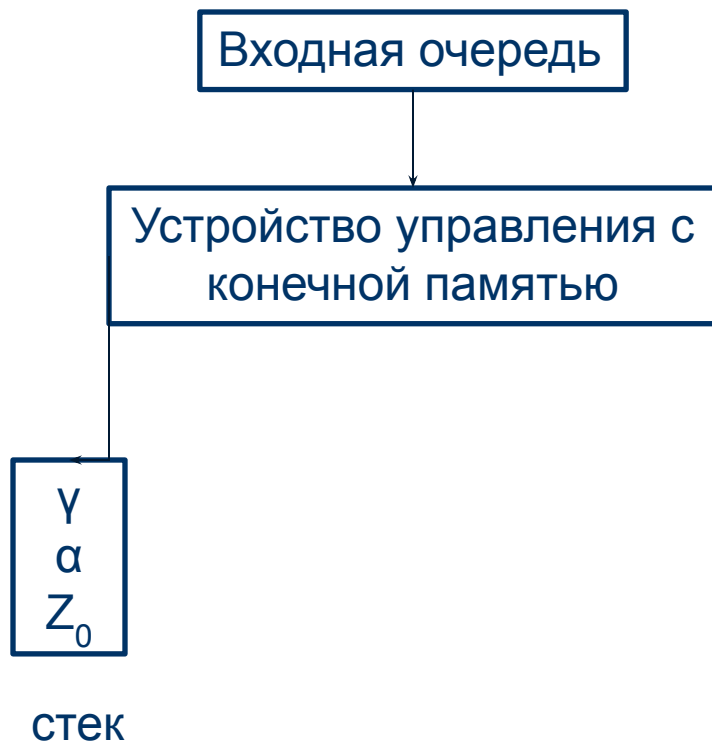 Входная очередь
Устройство управления с
конечной памятью
γ
α
Z₀
стек